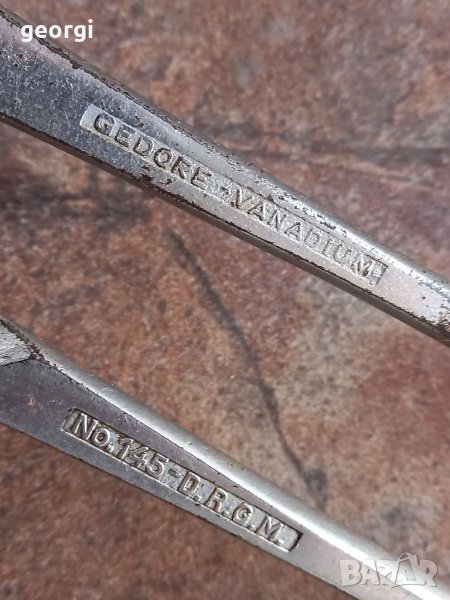 georgi
GEDORE-VANADIUM
No.145-D.R.G.M.
BAZAR